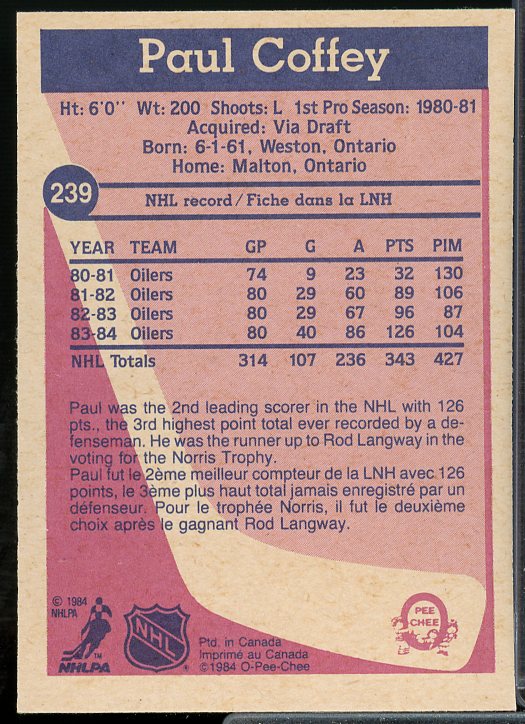 Paul Coffey
Ht: 6'0'' Wt: 200 Shoots: L 1st Pro Season: 1980-81
Acquired: Via Draft
Born: 6-1-61, Weston, Ontario
Home: Malton, Ontario
239
NHL record/Fiche dans la LNH
YEAR TEAM GP G A PTS PIM
80-81 Oilers 74 9 23 32 130
81-82 Oilers 80 29 60 89 106
82-83 Oilers 80 29 67 96 87
83-84 Oilers 80 40 86 126 104
NHL Totals 314 107 236 343 427
Paul was the 2nd leading scorer in the NHL with 126
pts., the 3rd highest point total ever recorded by a de-
fenseman. He was the runner up to Rod Langway in the
voting for the Norris Trophy.
Paul fut le 2ème meilleur compteur de la LNH avec 126
points, le 3ème plus haut total jamais enregistré par un
défenseur. Pour le trophée Norris, il fut le deuxième
choix après le gagnant Rod Langway.
© 1984
NHLPA
NHLPA
TM
NHL
Ptd. in Canada
Imprimé au Canada
©1984 O-Pee-Chee
PEE
CHEE